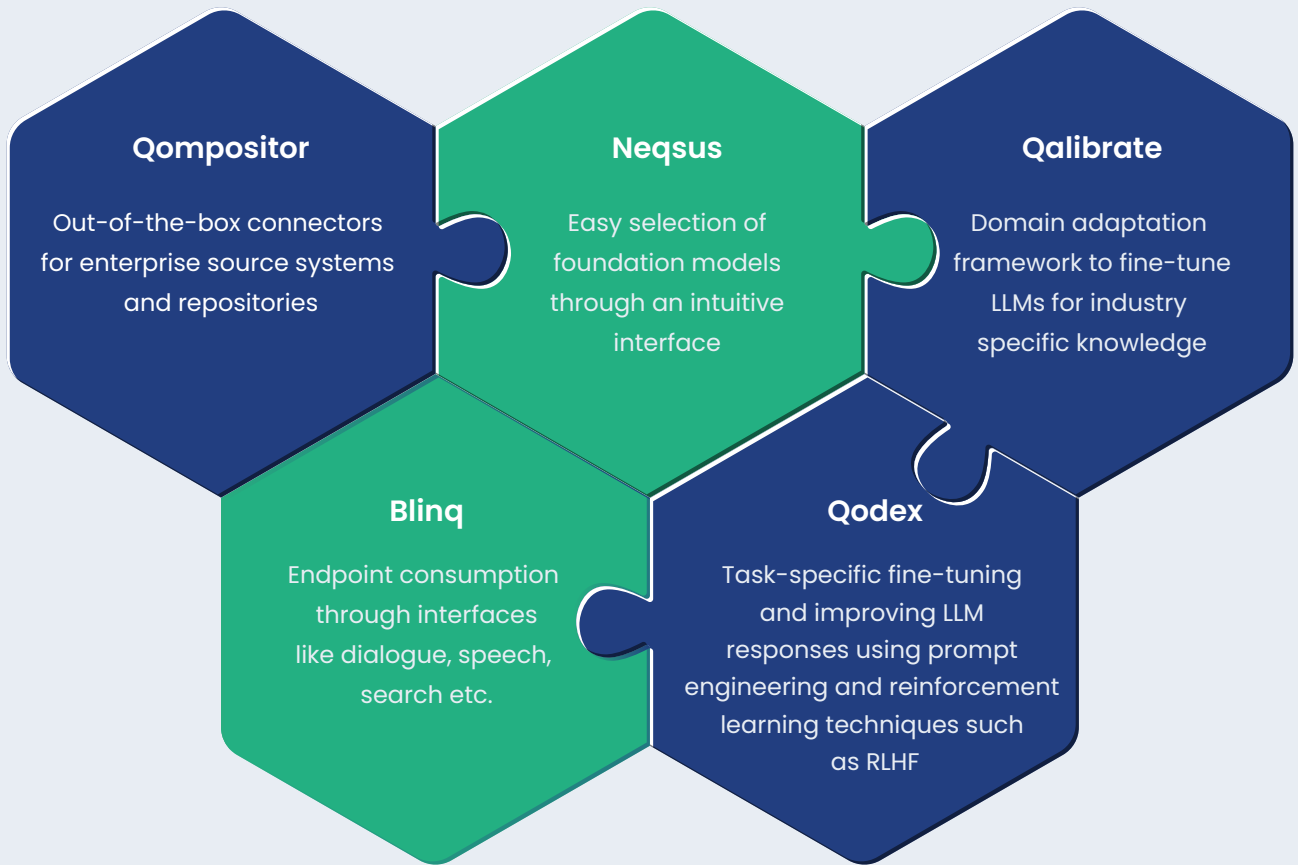 Qompositor
Out-of-the-box connectors
for enterprise source systems
and repositories
Neqsus
Easy selection of
foundation models
through an intuitive
interface
Qalibrate
Domain adaptation
framework to fine-tune
LLMs for industry
specific knowledge
Blinq
Endpoint consumption
through interfaces
like dialogue, speech,
search etc.
Qodex
Task-specific fine-tuning
and improving LLM
responses using prompt
engineering and reinforcement
learning techniques such
as RLHF